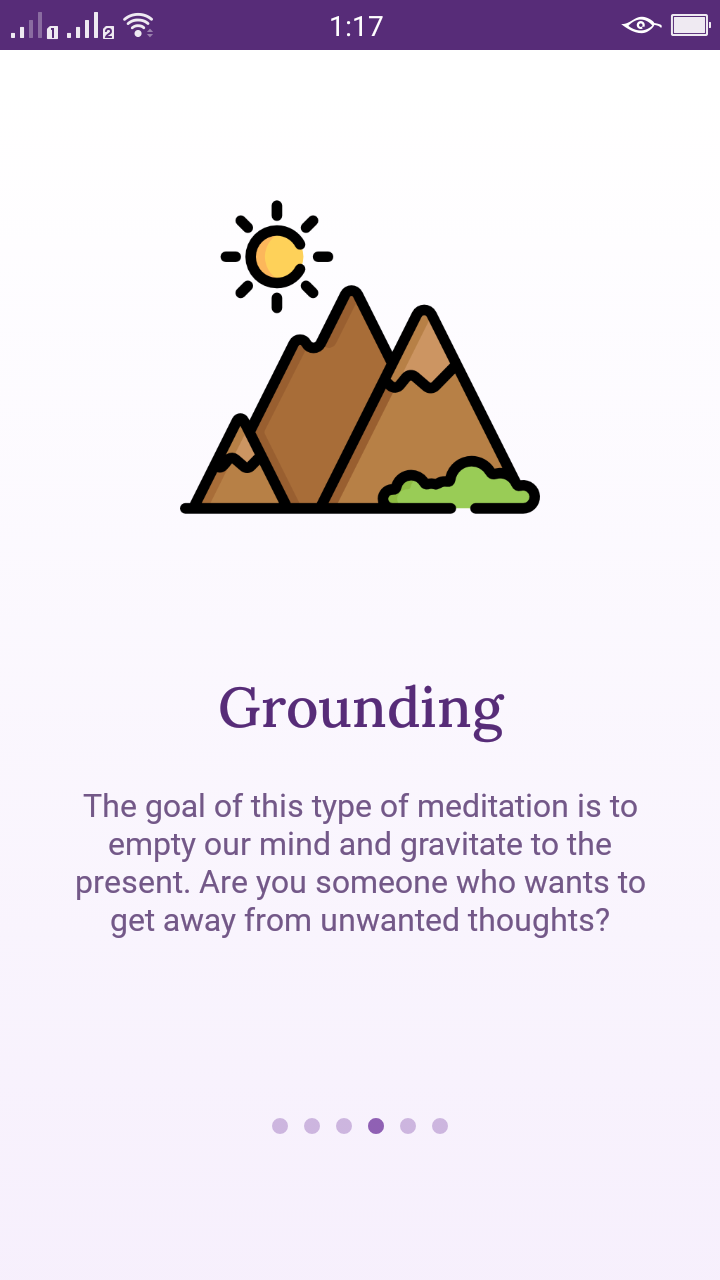 1 2 1:17
Grounding
The goal of this type of meditation is to
empty our mind and gravitate to the
present. Are you someone who wants to
get away from unwanted thoughts?